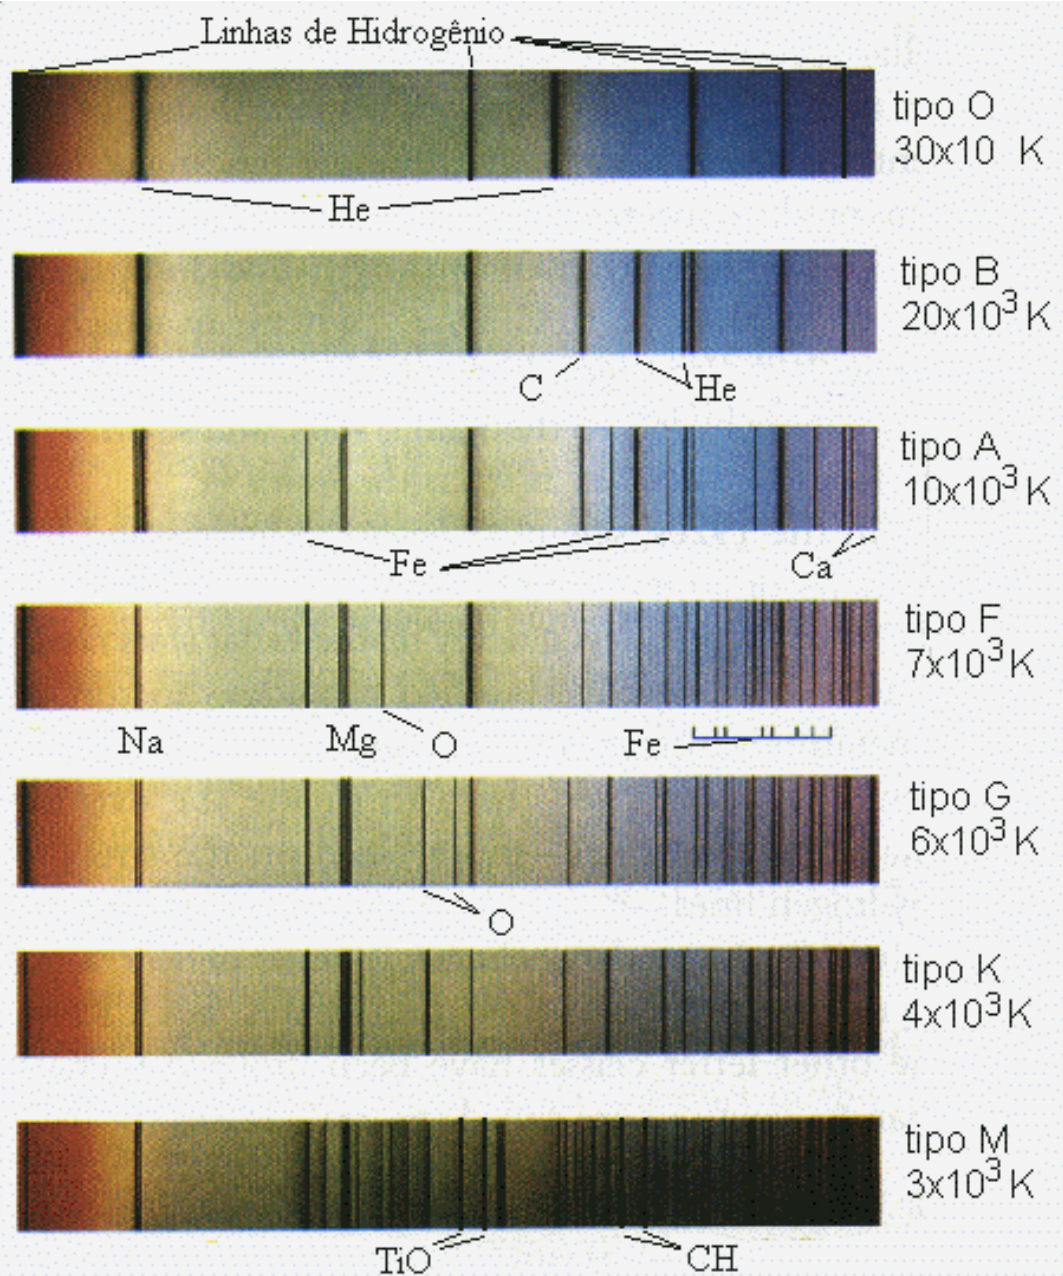 Linhas de Hidrogênio
tipo O
30x10 K
He
tipo B
20x10³ K
C
He
tipo A
10x10³ K
Fe
Ca
tipo F
7x10³ K
Na
Mg
O
Fe
tipo G
6x10³ K
O
tipo K
4x10³ K
tipo M
3x10³ K
TiO
CH